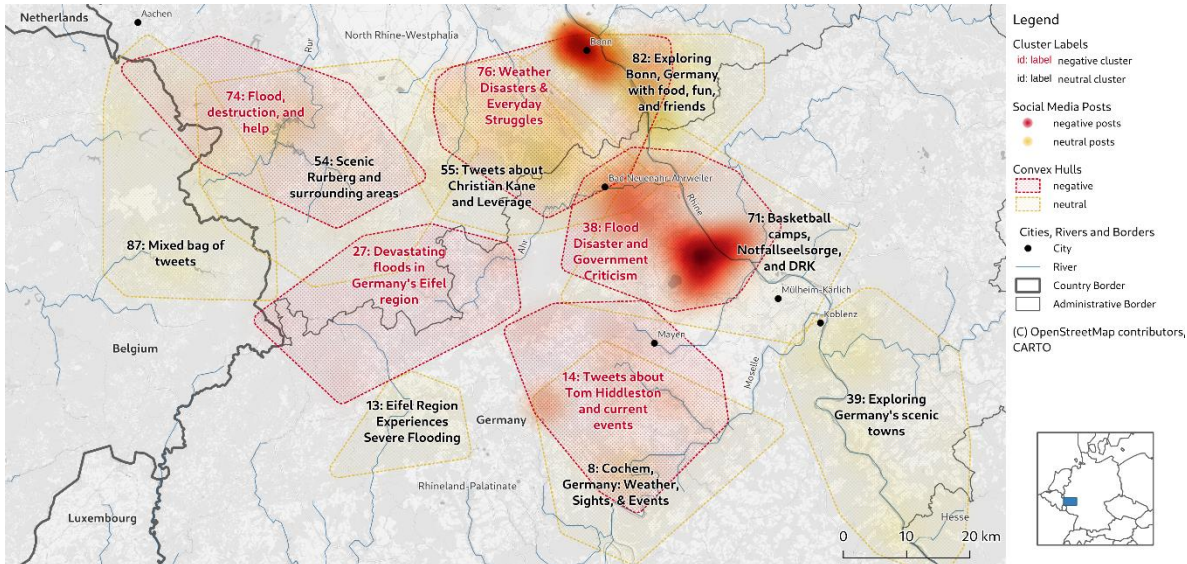 Netherlands
Aachen
Rur
North Rhine-Westphalia
Bonn
82: Exploring
Bonn, Germany
with food, fun,
and friends
76: Weather
Disasters &
Everyday
Struggles
74: Flood,
destruction, and
help
54: Scenic
Rurberg and
surrounding areas
55: Tweets about
Christian Kane
and Leverage
Bad Neuenahr-Ahrweiler
Rhine
Ahr
38: Flood
Disaster and
Government
Criticism
71: Basketball
camps,
Notfallseelsorge,
and DRK
87: Mixed bag of
tweets
27: Devastating
floods in
Germany's Eifel
region
Mülheim-Kärlich
Koblenz
Mayen
Belgium
Moselle
14: Tweets about
Tom Hiddleston
and current
events
39: Exploring
Germany's scenic
towns
13: Eifel Region
Experiences
Severe Flooding
Germany
8: Cochem,
Germany: Weather,
Sights, & Events
Rhineland-Palatinate
Luxembourg
Hesse
0 10 20 km
Legend
Cluster Labels
id: label negative cluster
id: label neutral cluster
Social Media Posts
negative posts
neutral posts
Convex Hulls
negative
neutral
Cities, Rivers and Borders
City
River
Country Border
Administrative Border
(C) OpenStreetMap contributors,
CARTO